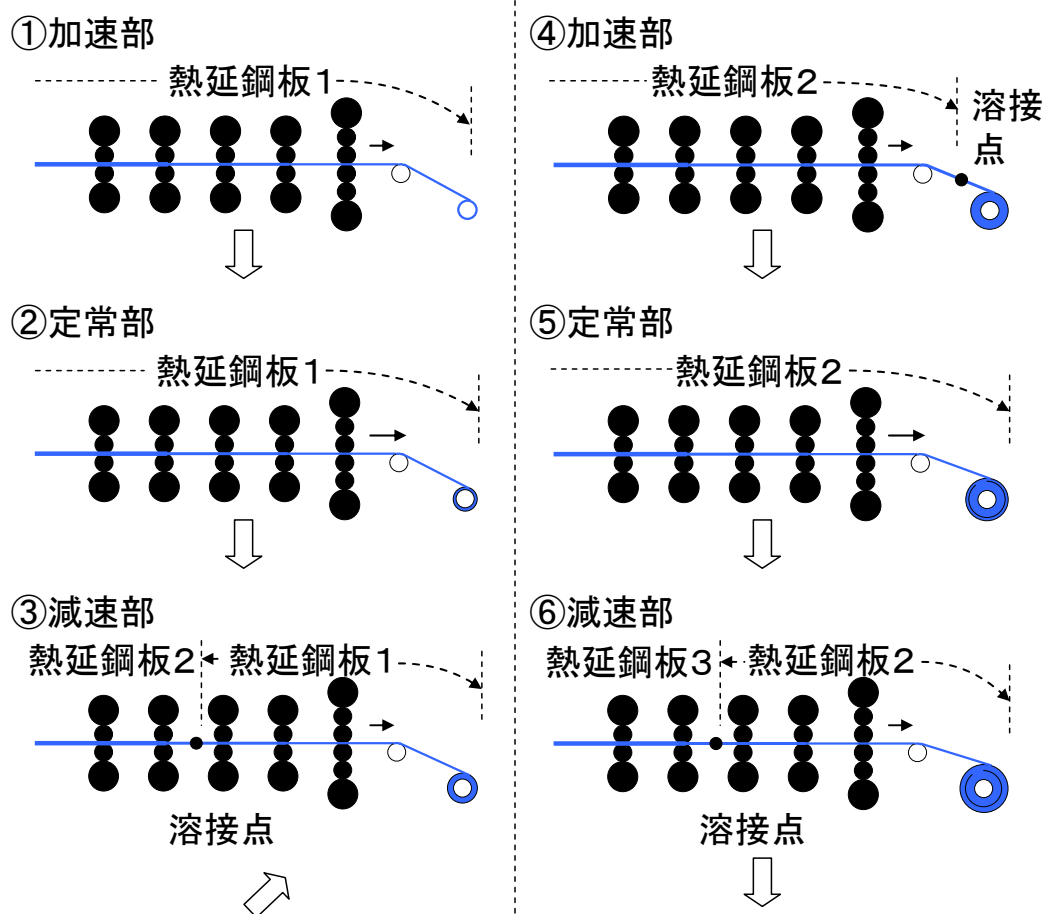 ①加速部
熱延鋼板1
②定常部
熱延鋼板1
③減速部
熱延鋼板2
熱延鋼板1
溶接点
④加速部
熱延鋼板2
溶接
点
⑤定常部
熱延鋼板2
⑥減速部
熱延鋼板3
熱延鋼板2
溶接点